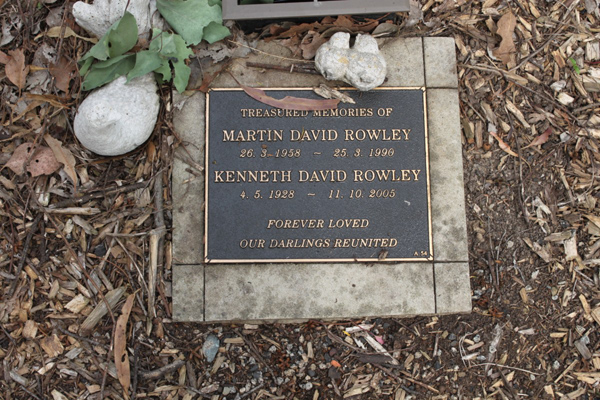 TREASURED MEMORIES OF
MARTIN DAVID ROWLEY
26. 3. 1958 ~ 25. 3. 1990
KENNETH DAVID ROWLEY
4. 5. 1928 ~ 11. 10. 2005
FOREVER LOVED
OUR DARLINGS REUNITED
A 54